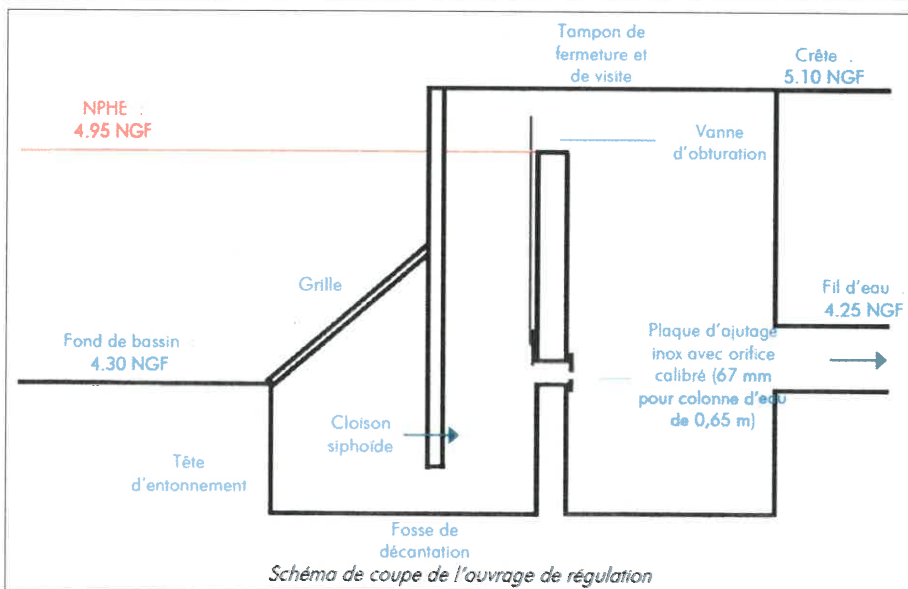 Tampon de
fermeture et
de visite
Crête :
5.10 NGF
NPHE :
4.95 NGF
Vanne
d'obturation
Grille
Fil d'eau :
4.25 NGF
Fond de bassin :
4.30 NGF
Plaque d'ajutage
inox avec orifice
calibré (67 mm
pour colonne d'eau
de 0,65 m)
Cloison
siphoïde
Tête
d'entonnement
Fosse de
décantation
Schéma de coupe de l'ouvrage de régulation